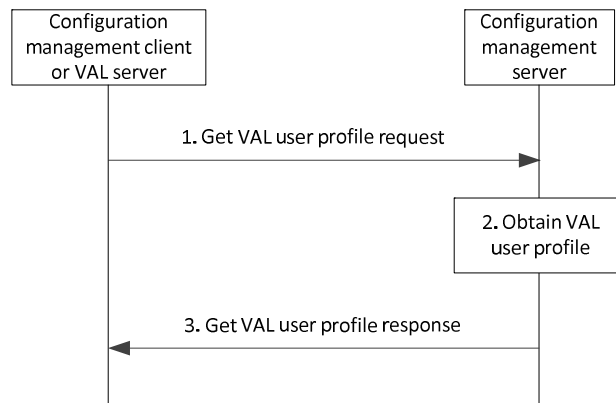 Configuration
management client
or VAL server
Configuration
management
server
1. Get VAL user profile request
2. Obtain VAL
user profile
3. Get VAL user profile response